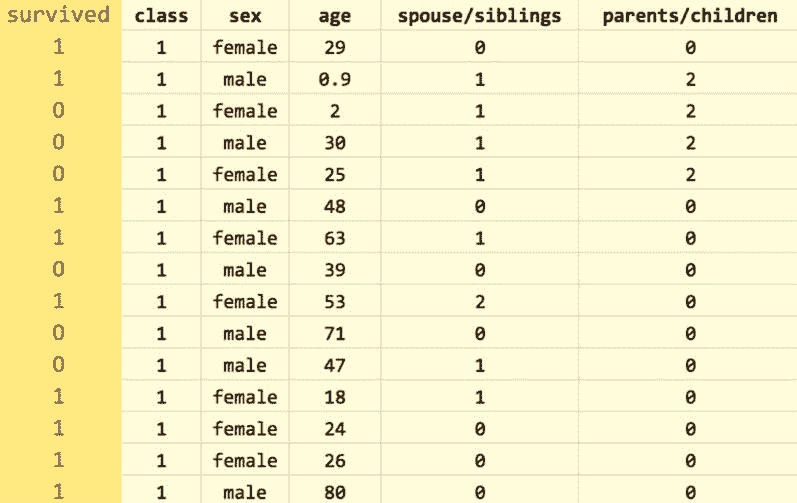 survived class sex age spouse/siblings parents/children
1 1 female 29 0 0
1 1 male 0.9 1 2
0 1 female 2 1 2
0 1 male 30 1 2
0 1 female 25 1 2
1 1 male 48 0 0
1 1 female 63 1 0
0 1 male 39 0 0
1 1 female 53 2 0
0 1 male 71 0 0
0 1 male 47 1 0
1 1 female 18 1 0
1 1 female 24 0 0
1 1 female 26 0 0
1 1 male 80 0 0